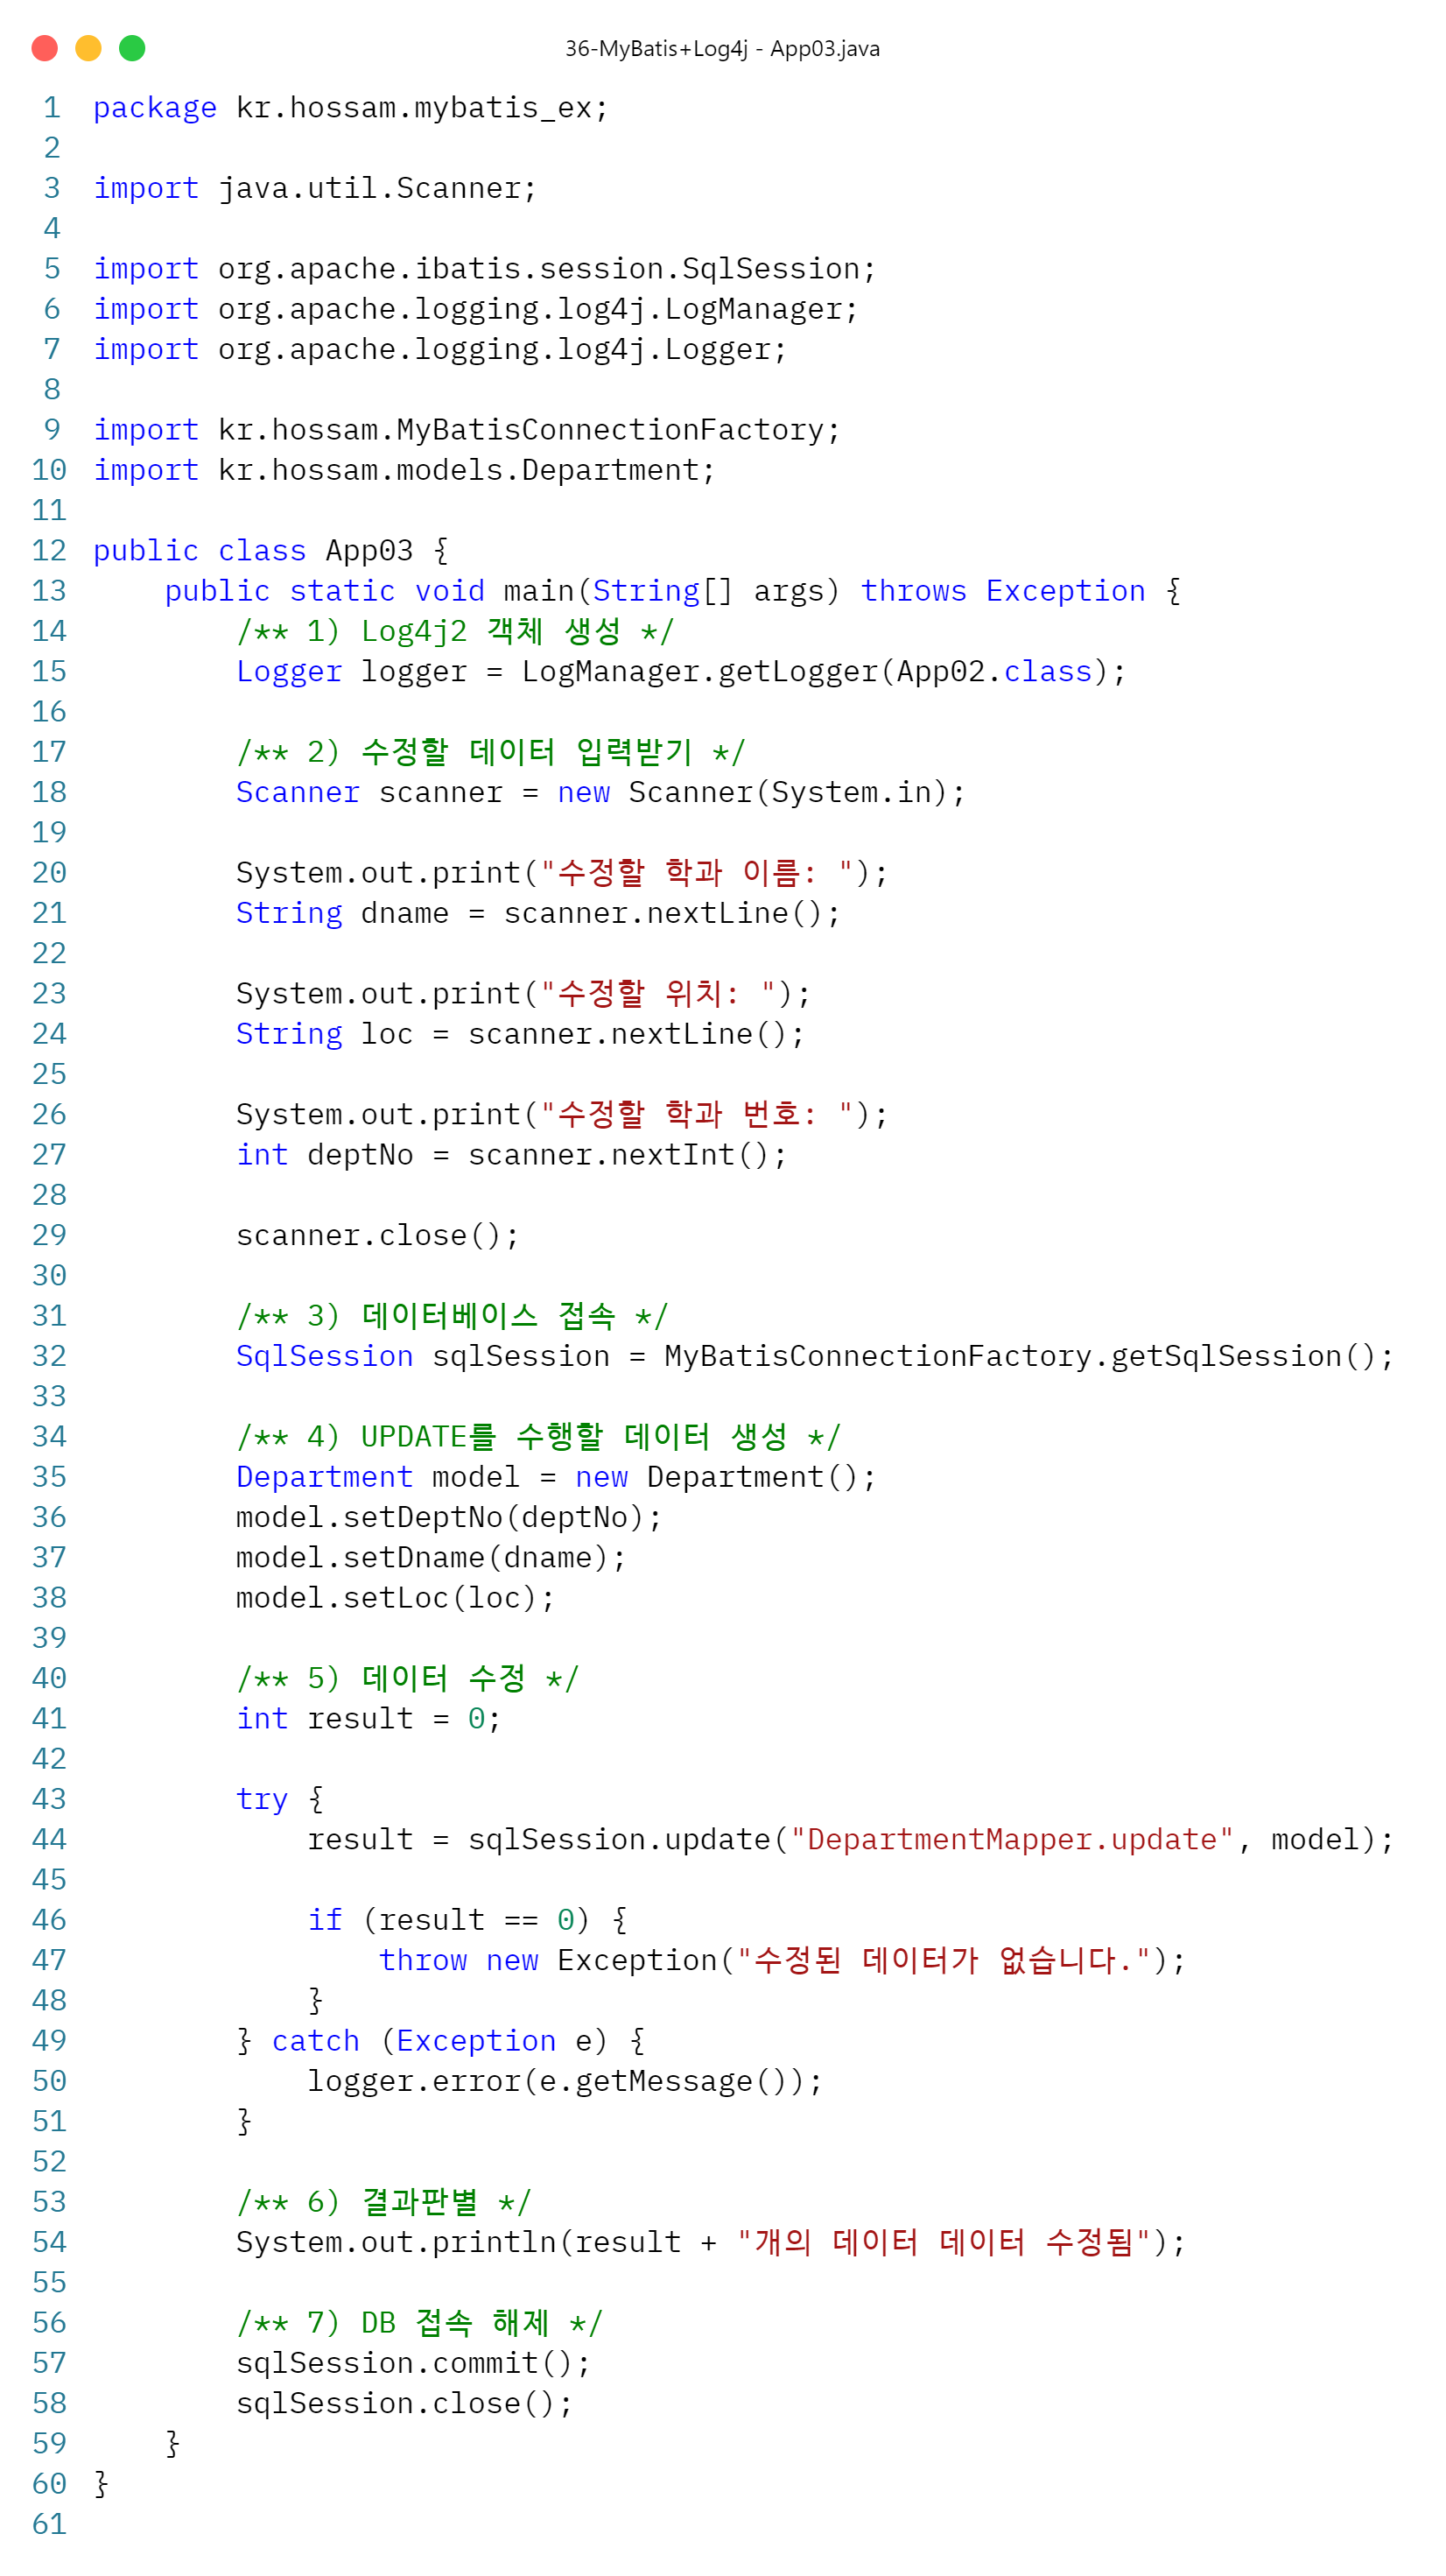 36-MyBatis+Log4j - App03.java
1 package kr.hossam.mybatis_ex;
2
3 import java.util.Scanner;
4
5 import org.apache.ibatis.session.SqlSession;
6 import org.apache.logging.log4j.LogManager;
7 import org.apache.logging.log4j.Logger;
8
9 import kr.hossam.MyBatisConnectionFactory;
10 import kr.hossam.models.Department;
11
12 public class App03 {
13     public static void main(String[] args) throws Exception {
14         /** 1) Log4j2 객체 생성 */
15         Logger logger = LogManager.getLogger(App02.class);
16
17         /** 2) 수정할 데이터 입력받기 */
18         Scanner scanner = new Scanner(System.in);
19
20         System.out.print("수정할 학과 이름: ");
21         String dname = scanner.nextLine();
22
23         System.out.print("수정할 위치: ");
24         String loc = scanner.nextLine();
25
26         System.out.print("수정할 학과 번호: ");
27         int deptNo = scanner.nextInt();
28
29         scanner.close();
30
31         /** 3) 데이터베이스 접속 */
32         SqlSession sqlSession = MyBatisConnectionFactory.getSqlSession();
33
34         /** 4) UPDATE를 수행할 데이터 생성 */
35         Department model = new Department();
36         model.setDeptNo(deptNo);
37         model.setDname(dname);
38         model.setLoc(loc);
39
40         /** 5) 데이터 수정 */
41         int result = 0;
42
43         try {
44             result = sqlSession.update("DepartmentMapper.update", model);
45
46             if (result == 0) {
47                 throw new Exception("수정된 데이터가 없습니다.");
48             }
49         } catch (Exception e) {
50             logger.error(e.getMessage());
51         }
52
53         /** 6) 결과판별 */
54         System.out.println(result + "개의 데이터 데이터 수정됨");
55
56         /** 7) DB 접속 해제 */
57         sqlSession.commit();
58         sqlSession.close();
59     }
60 }
61